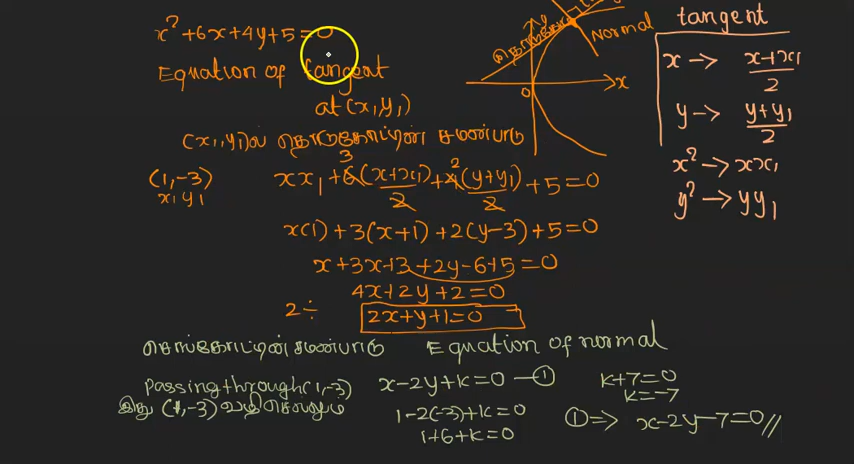 x² + 6x + 4y + 5 = 0
Equation of tangent
at (x₁, y₁)
(x₁, y₁)ல் தொடுகோட்டின் சமன்பாடு
(1, -3)
x₁ y₁
xx₁ + 6(x+x₁)/2 + 4(y+y₁)/2 + 5 = 0
3 2
x(1) + 3(x+1) + 2(y-3) + 5 = 0
x + 3x + 3 + 2y - 6 + 5 = 0
4x + 2y + 2 = 0
2 ÷ 2x + y + 1 = 0
தொடுகோடு
Normal
y
x
0
tangent
x → (x+x₁)/2
y → (y+y₁)/2
x² → xx₁
y² → yy₁
செங்கோட்டின் சமன்பாடு Equation of normal
Passing through (1, -3) x - 2y + k = 0 — ①
இது (1, -3) வழி செல்லும்
1 - 2(-3) + k = 0
1 + 6 + k = 0
k + 7 = 0
k = -7
① ⇒ x - 2y - 7 = 0 //